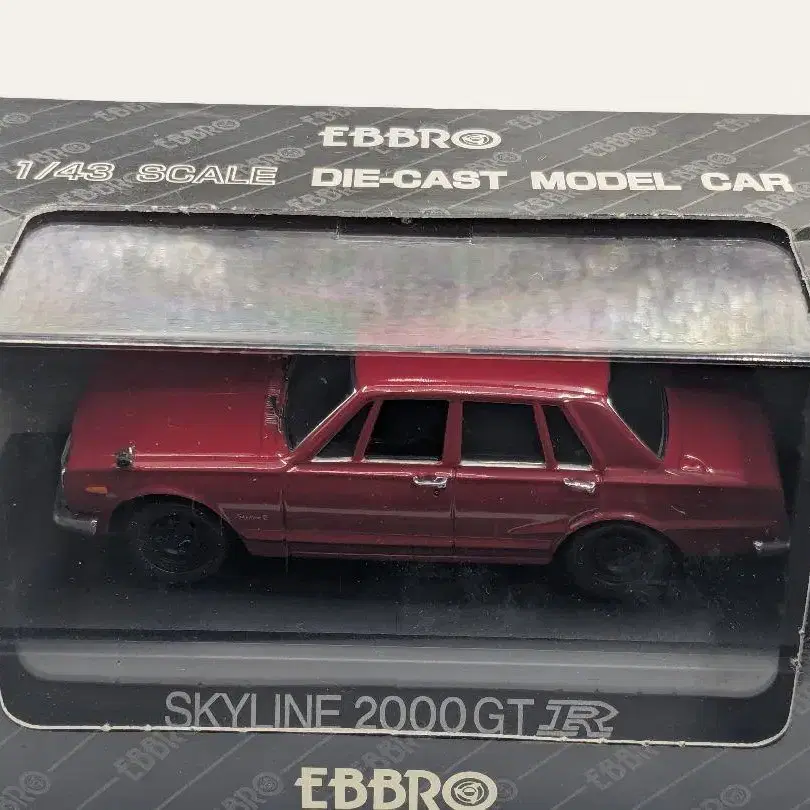 EBBRO
1/43 SCALE DIE-CAST MODEL CAR
SKYLINE 2000GT R
EBBRO